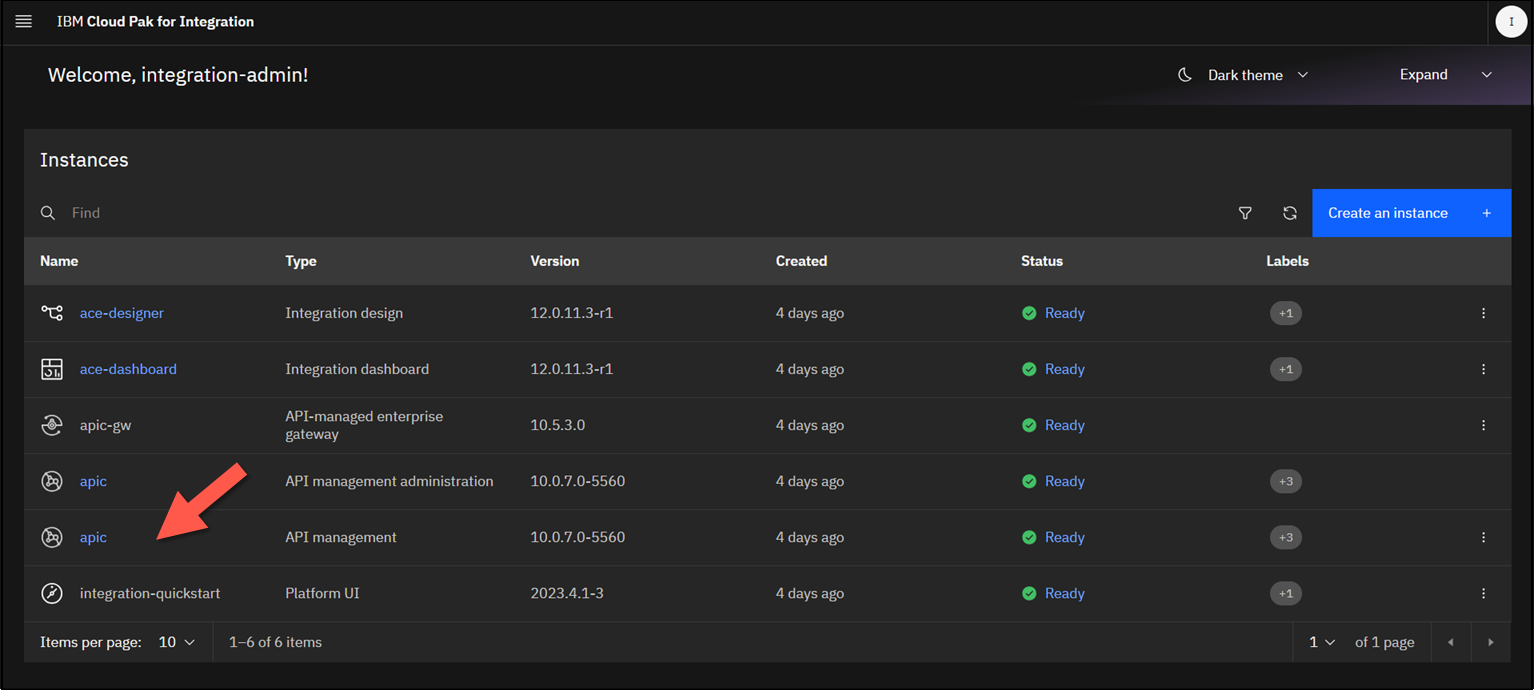 IBM Cloud Pak for Integration
I
Welcome, integration-admin!
Dark theme
Expand
Instances
Find
Create an instance +
Name Type Version Created Status Labels
ace-designer Integration design 12.0.11.3-r1 4 days ago Ready +1
ace-dashboard Integration dashboard 12.0.11.3-r1 4 days ago Ready +1
apic-gw API-managed enterprise gateway 10.5.3.0 4 days ago Ready
apic API management administration 10.0.7.0-5560 4 days ago Ready +3
apic API management 10.0.7.0-5560 4 days ago Ready +3
integration-quickstart Platform UI 2023.4.1-3 4 days ago Ready +1
Items per page: 10 1–6 of 6 items 1 of 1 page